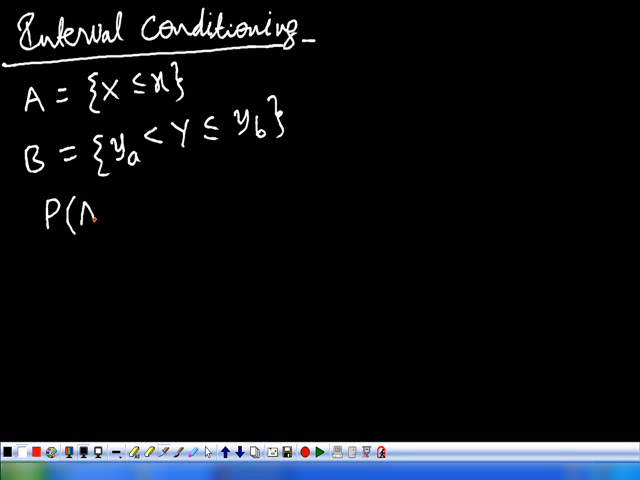 Interval Conditioning
A = {X ≤ x}
B = {y_a < Y ≤ y_b}
P(A